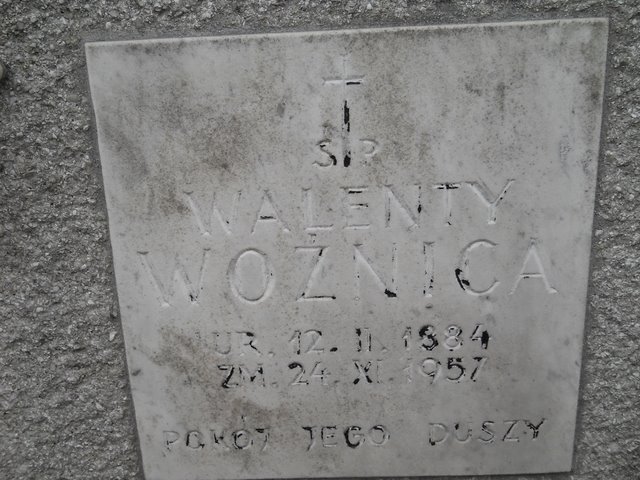 Ś P
WALENTY
WOŹNICA
UR. 12. II. 1884
ZM. 24. XI. 1957
POKÓJ JEGO DUSZY